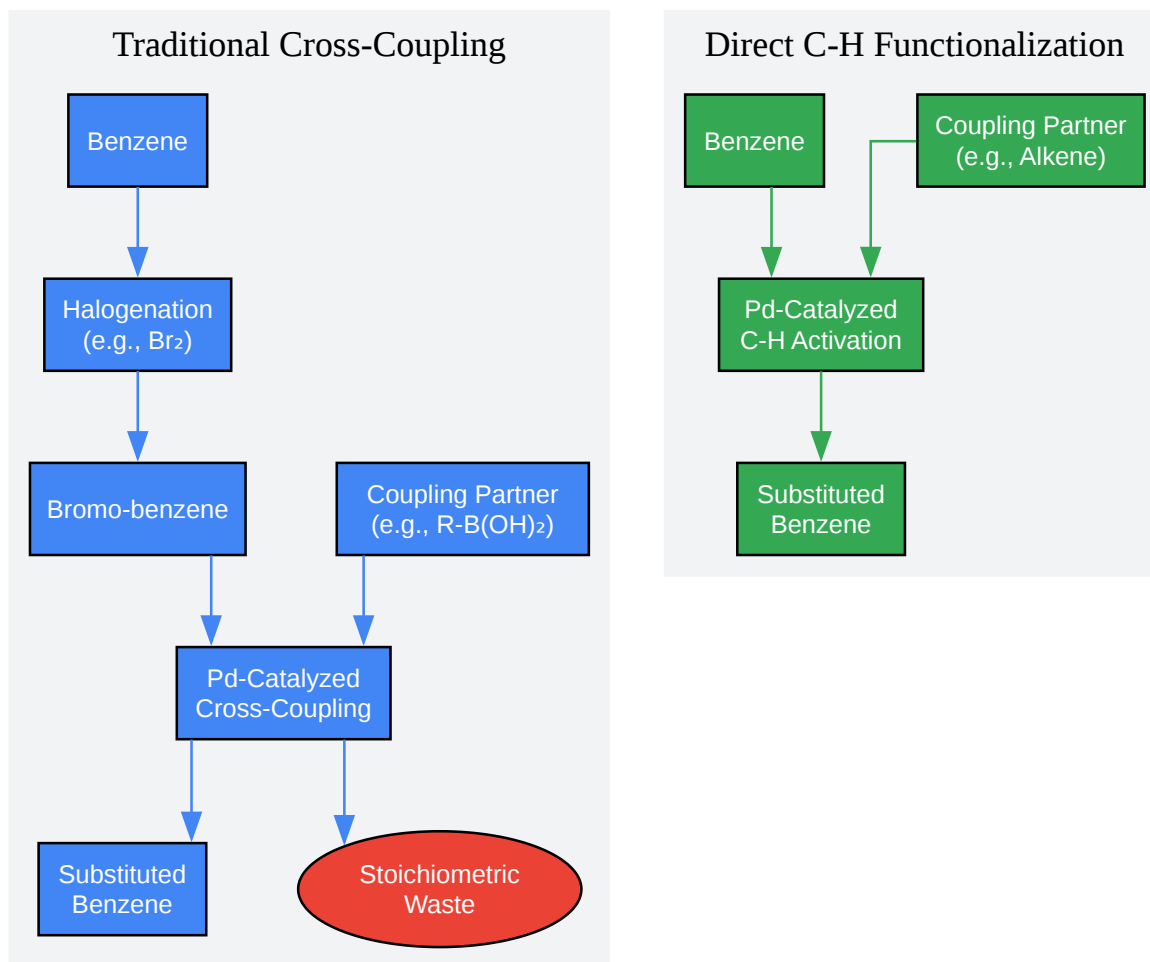 Traditional Cross-Coupling
Benzene
Halogenation
(e.g., Br₂)
Bromo-benzene
Coupling Partner
(e.g., R-B(OH)₂)
Pd-Catalyzed
Cross-Coupling
Substituted
Benzene
Stoichiometric
Waste
Direct C-H Functionalization
Benzene
Coupling Partner
(e.g., Alkene)
Pd-Catalyzed
C-H Activation
Substituted
Benzene